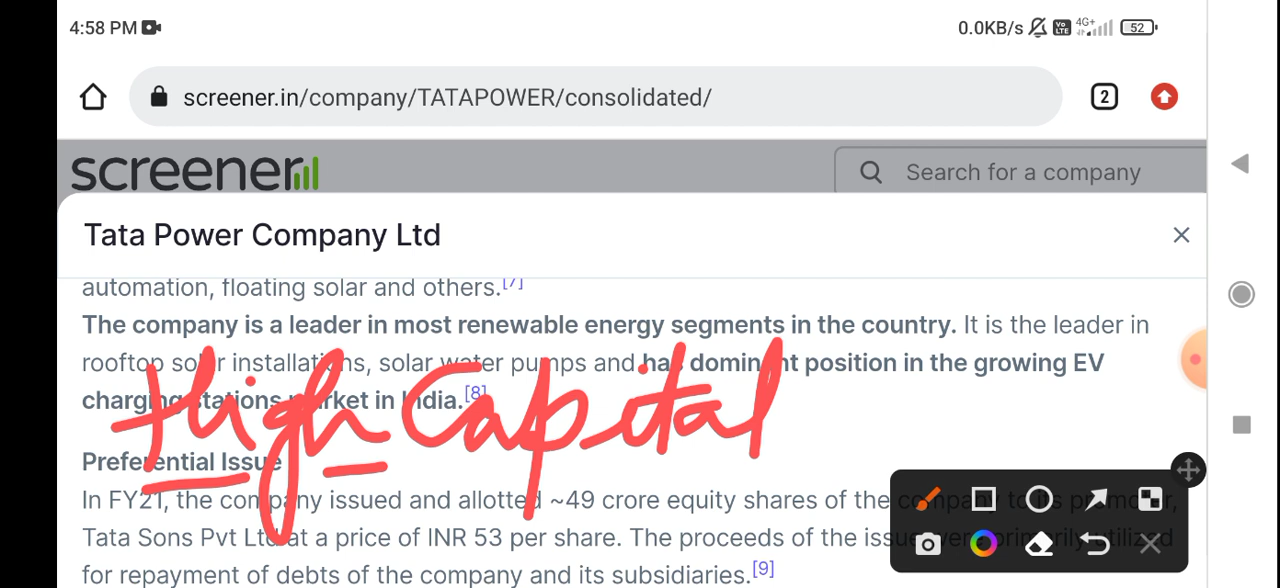 4:58 PM 0.0KB/s Vo LTE 4G+ 52
screener.in/company/TATAPOWER/consolidated/ 2
screener Search for a company
Tata Power Company Ltd
automation, floating solar and others.[7]
The company is a leader in most renewable energy segments in the country. It is the leader in
rooftop solar installations, solar water pumps and has dominant position in the growing EV
charging stations market in India.[8]
High Capital
Preferential Issue
In FY21, the company issued and allotted ~49 crore equity shares of the company to its promoter,
Tata Sons Pvt Ltd at a price of INR 53 per share. The proceeds of the issue were primarily utilized
for repayment of debts of the company and its subsidiaries.[9]